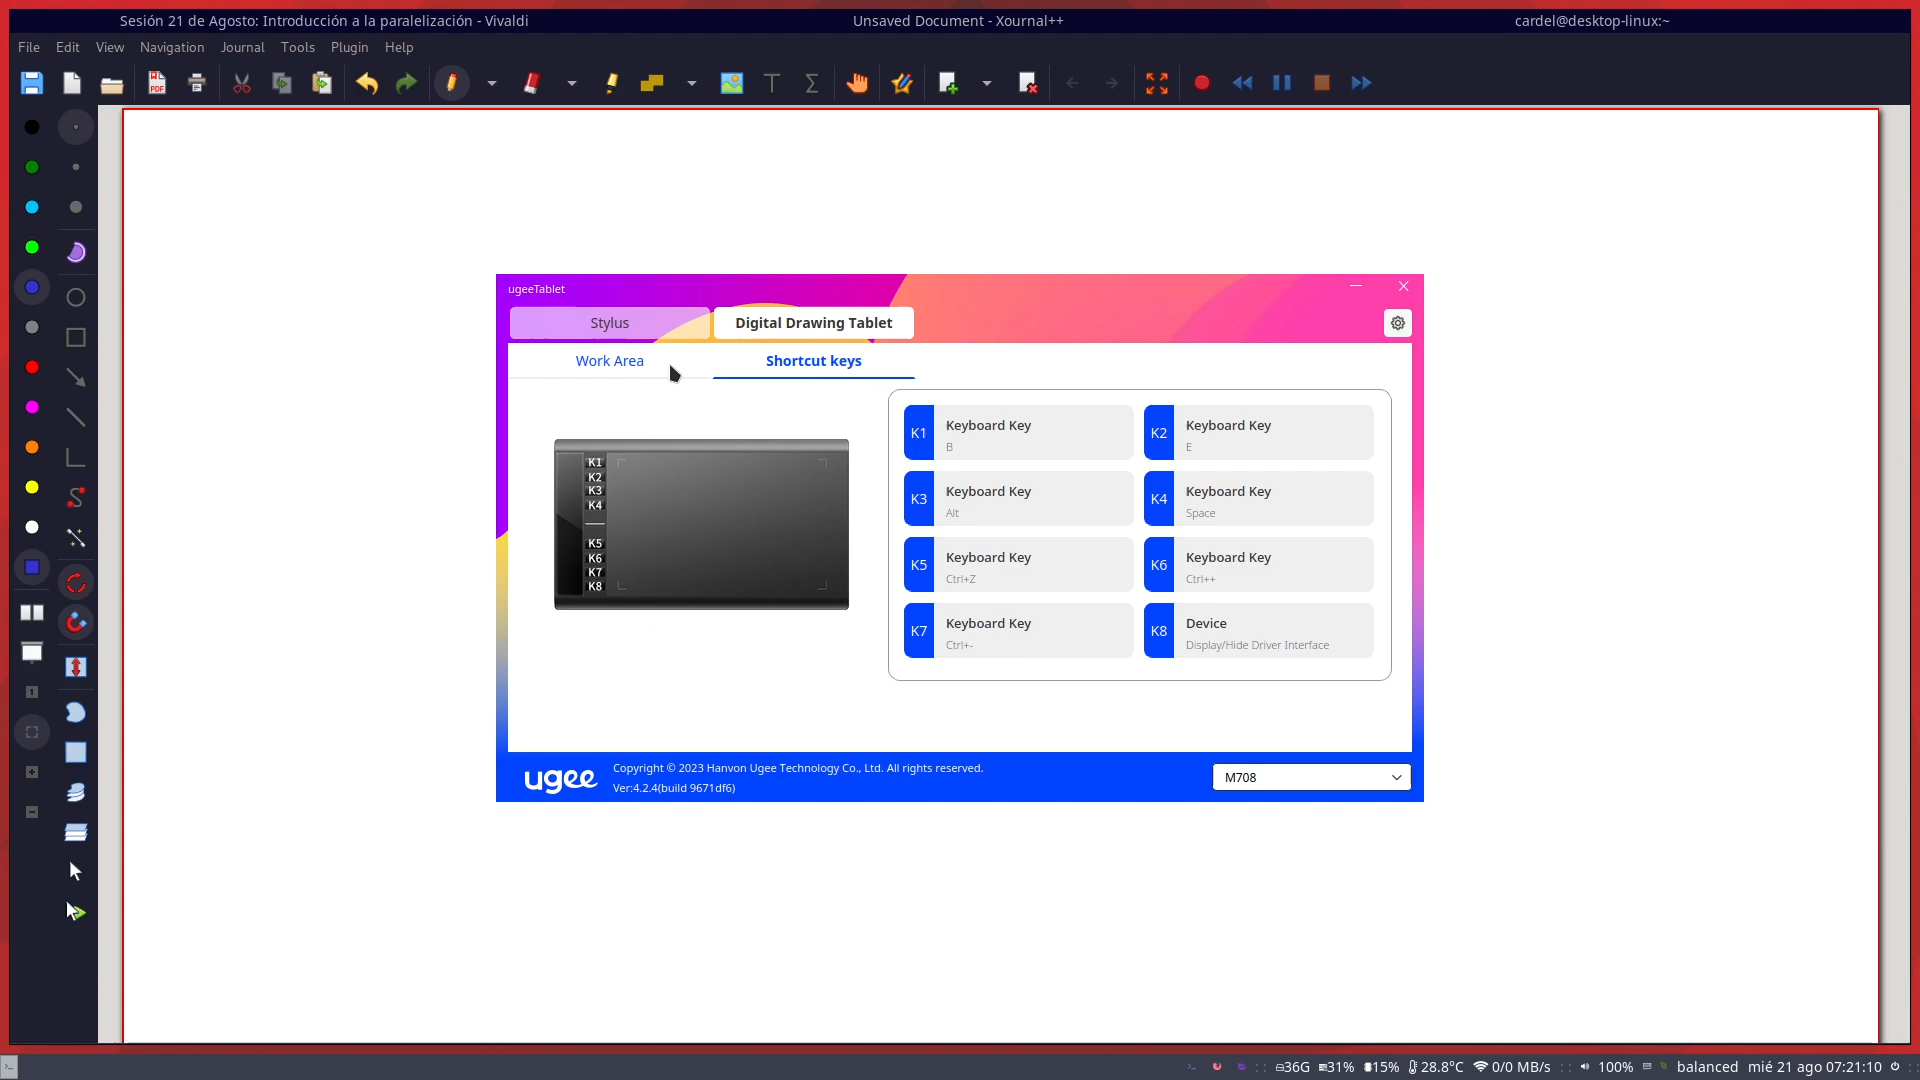 Sesión 21 de Agosto: Introducción a la paralelización - Vivaldi
Unsaved Document - Xournal++
cardel@desktop-linux:~
File Edit View Navigation Journal Tools Plugin Help
PDF
T Σ
ugeeTablet
Stylus
Digital Drawing Tablet
Work Area
Shortcut keys
K1
K2
K3
K4
K5
K6
K7
K8
K1 Keyboard Key
B
K2 Keyboard Key
E
K3 Keyboard Key
Alt
K4 Keyboard Key
Space
K5 Keyboard Key
Ctrl+Z
K6 Keyboard Key
Ctrl++
K7 Keyboard Key
Ctrl+-
K8 Device
Display/Hide Driver Interface
ugee
Copyright © 2023 Hanvon Ugee Technology Co., Ltd. All rights reserved.
Ver:4.2.4(build 9671df6)
M708
36G 31% 15% 28.8°C 0/0 MB/s :: 100% balanced mié 21 ago 07:21:10